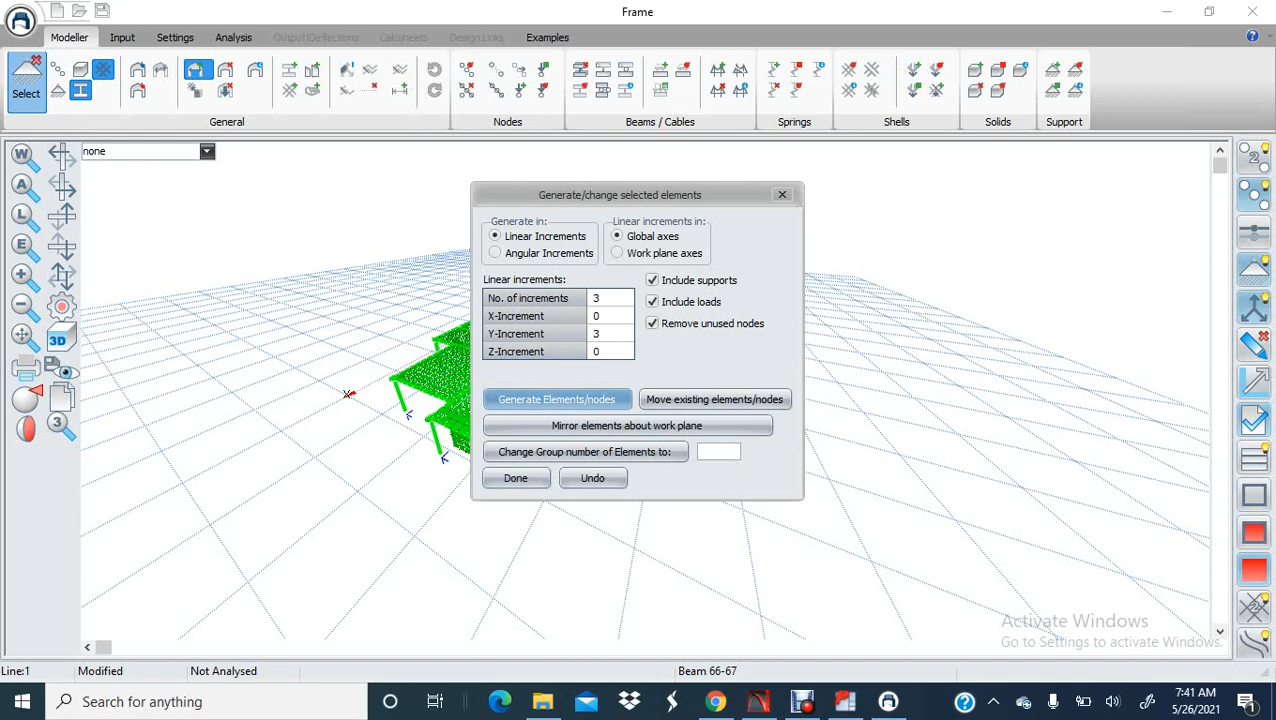 Frame
Modeller Input Settings Analysis Output/Deflections Calcsheets Design Links Examples
Select
General Nodes Beams / Cables Springs Shells Solids Support
none
W
A
L
E
3D
3
2
X
Generate/change selected elements
Generate in: Linear increments in:
Linear Increments Global axes
Angular Increments Work plane axes
Linear increments: Include supports
No. of increments 3 Include loads
X-Increment 0
Y-Increment 3 Remove unused nodes
Z-Increment 0
Generate Elements/nodes Move existing elements/nodes
Mirror elements about work plane
Change Group number of Elements to:
Done Undo
Activate Windows
Go to Settings to activate Windows.
Line:1 Modified Not Analysed Beam 66-67
Search for anything
7:41 AM
5/26/2021